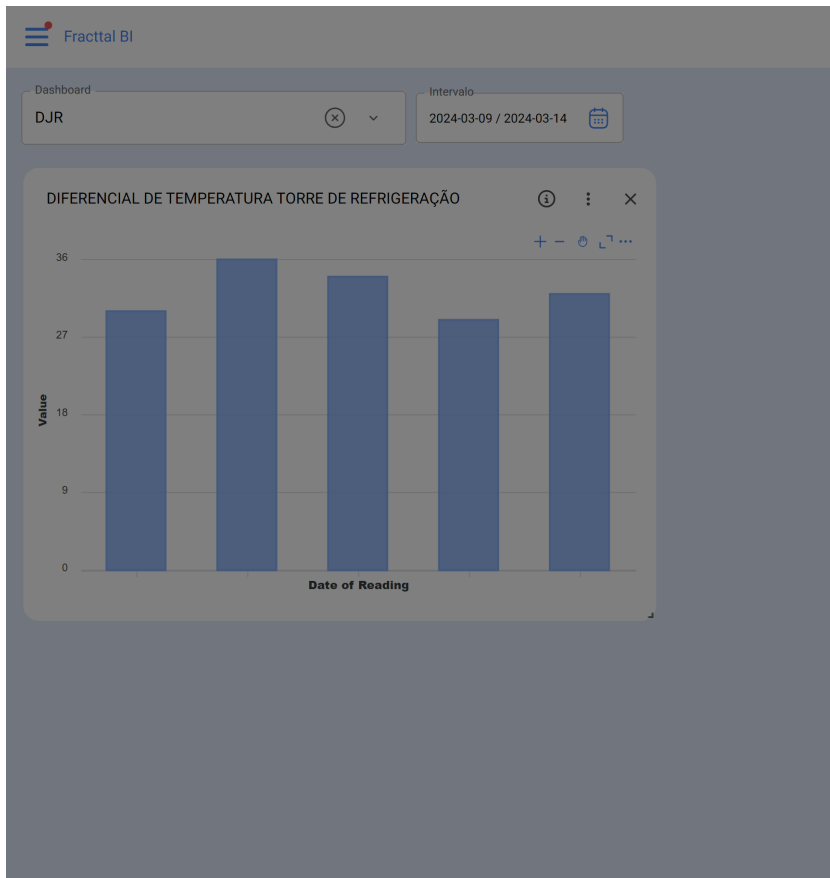 Fracttal BI
Dashboard
DJR
Intervalo
2024-03-09 / 2024-03-14
DIFERENCIAL DE TEMPERATURA TORRE DE REFRIGERAÇÃO
36
27
18
9
0
Value
Date of Reading